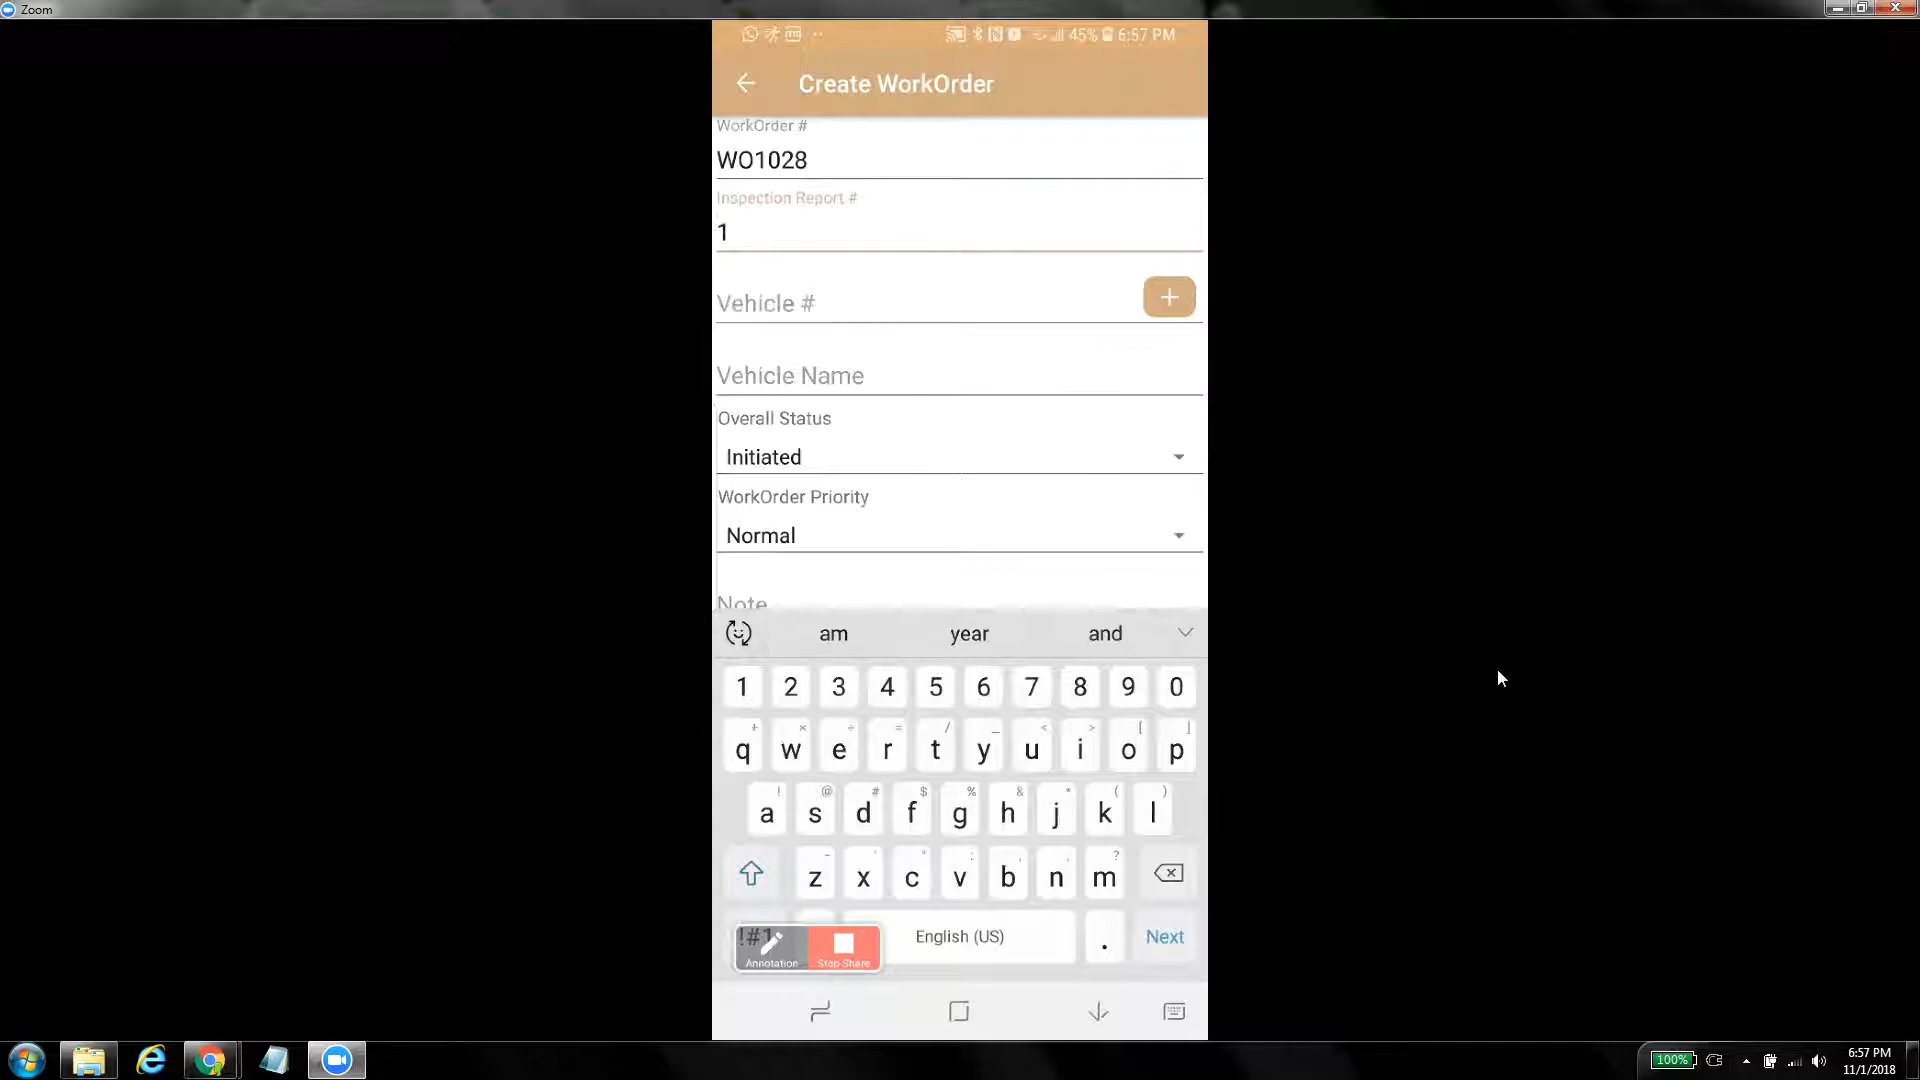 Zoom
45% 6:57 PM
Create WorkOrder
WorkOrder #
WO1028
Inspection Report #
1
Vehicle #
+
Vehicle Name
Overall Status
Initiated
WorkOrder Priority
Normal
Note
am year and
1 2 3 4 5 6 7 8 9 0
q w e r t y u i o p
a s d f g h j k l
z x c v b n m
!#1 English (US) . Next
Annotation Stop Share
100% 6:57 PM
11/1/2018